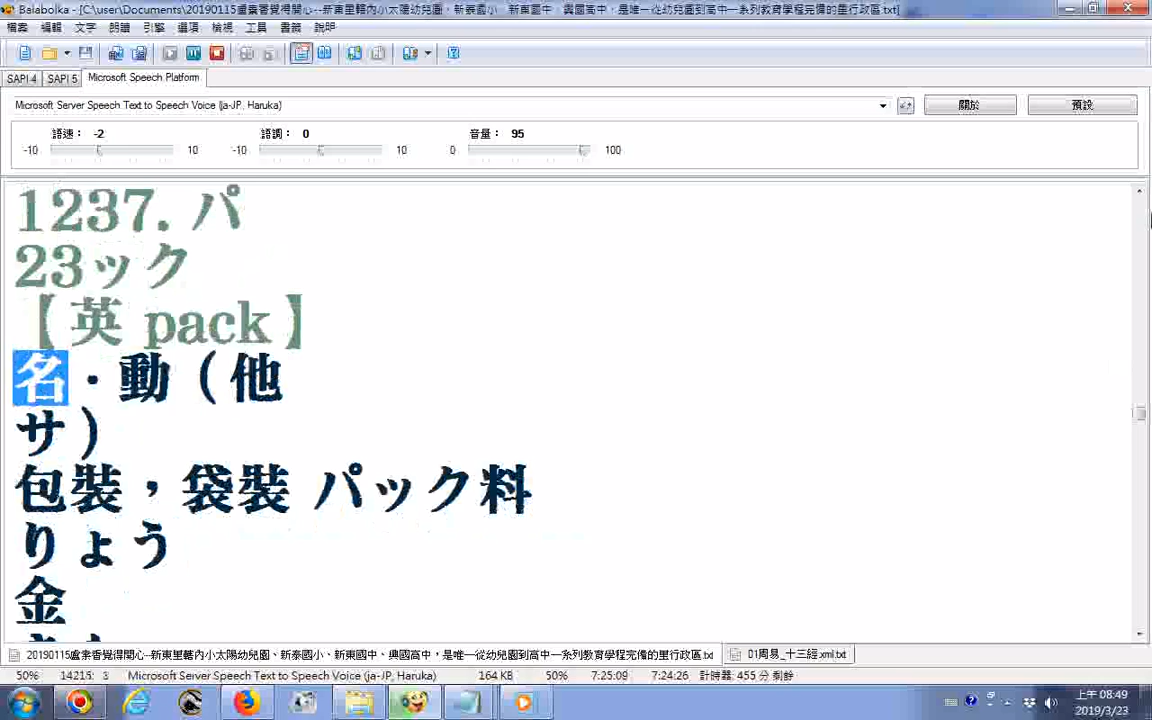 Balabolka - [C:\user\Documents\20190115盧素香覺得開心--新東里轄內小太陽幼兒園、新泰國小、新東國中、興國高中，是唯一從幼兒園到高中一系列教育學程完備的里行政區.txt]
檔案 編輯 文字 朗讀 引擎 選項 檢視 工具 書籤 說明
SAPI 4 SAPI 5 Microsoft Speech Platform
Microsoft Server Speech Text to Speech Voice (ja-JP, Haruka) 關於 預設
語速： -2 語調： 0 音量： 95
-10 10 -10 10 0 100
1237. パ
23ック
【英 pack】
名・動（他
サ）
包裝，袋裝 パック料
りょう
金
20190115盧素香覺得開心--新東里轄內小太陽幼兒園、新泰國小、新東國中、興國高中，是唯一從幼兒園到高中一系列教育學程完備的里行政區.txt 01周易_十三經.xml.txt
50% 14215: 3 Microsoft Server Speech Text to Speech Voice (ja-JP, Haruka) 164 KB 50% 7:25:09 7:24:26 計時器: 455 分 剩餘
上午 08:49
2019/3/23